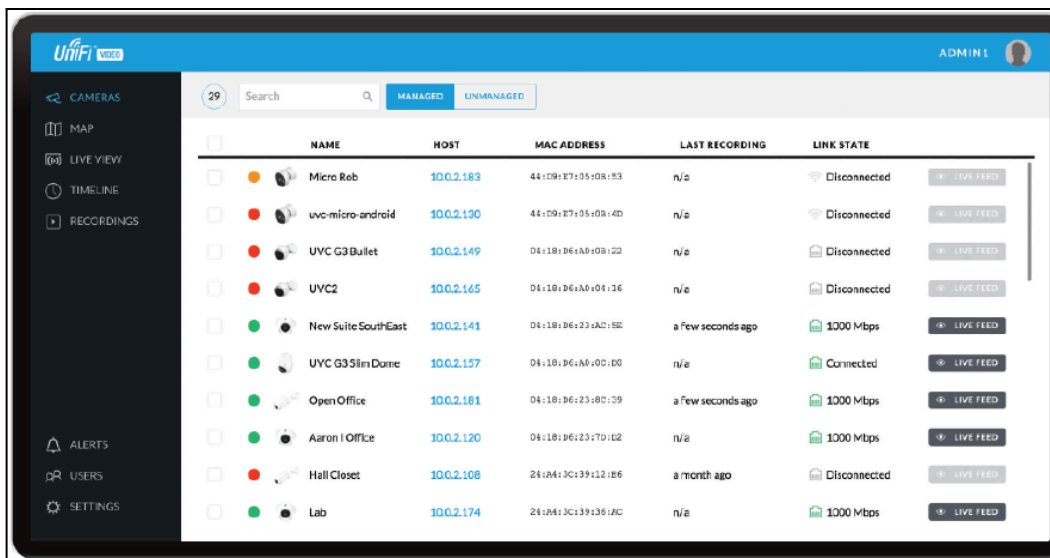 UniFi VIDEO
ADMIN1
CAMERAS
MAP
LIVE VIEW
TIMELINE
RECORDINGS
ALERTS
USERS
SETTINGS
29 Search MANAGED UNMANAGED
NAME HOST MAC ADDRESS LAST RECORDING LINK STATE
Micro Rob 10.0.2.183 44:D9:E7:05:0B:53 n/a Disconnected LIVE FEED
uvc-micro-android 10.0.2.130 44:D9:E7:05:0B:4D n/a Disconnected LIVE FEED
UVC G3 Bullet 10.0.2.149 04:18:D6:A0:0B:22 n/a Disconnected LIVE FEED
UVC2 10.0.2.165 04:18:D6:A0:04:16 n/a Disconnected LIVE FEED
New Suite SouthEast 10.0.2.141 04:18:D6:23:AC:5E a few seconds ago 1000 Mbps LIVE FEED
UVC G3 Slim Dome 10.0.2.157 04:18:D6:A0:0C:D0 n/a Connected LIVE FEED
Open Office 10.0.2.181 04:18:D6:23:8C:39 a few seconds ago 1000 Mbps LIVE FEED
Aaron I Office 10.0.2.120 04:18:D6:23:7D:D2 n/a 1000 Mbps LIVE FEED
Hall Closet 10.0.2.108 24:A4:3C:39:12:E6 a month ago Disconnected LIVE FEED
Lab 10.0.2.174 24:A4:3C:39:36:AC n/a 1000 Mbps LIVE FEED